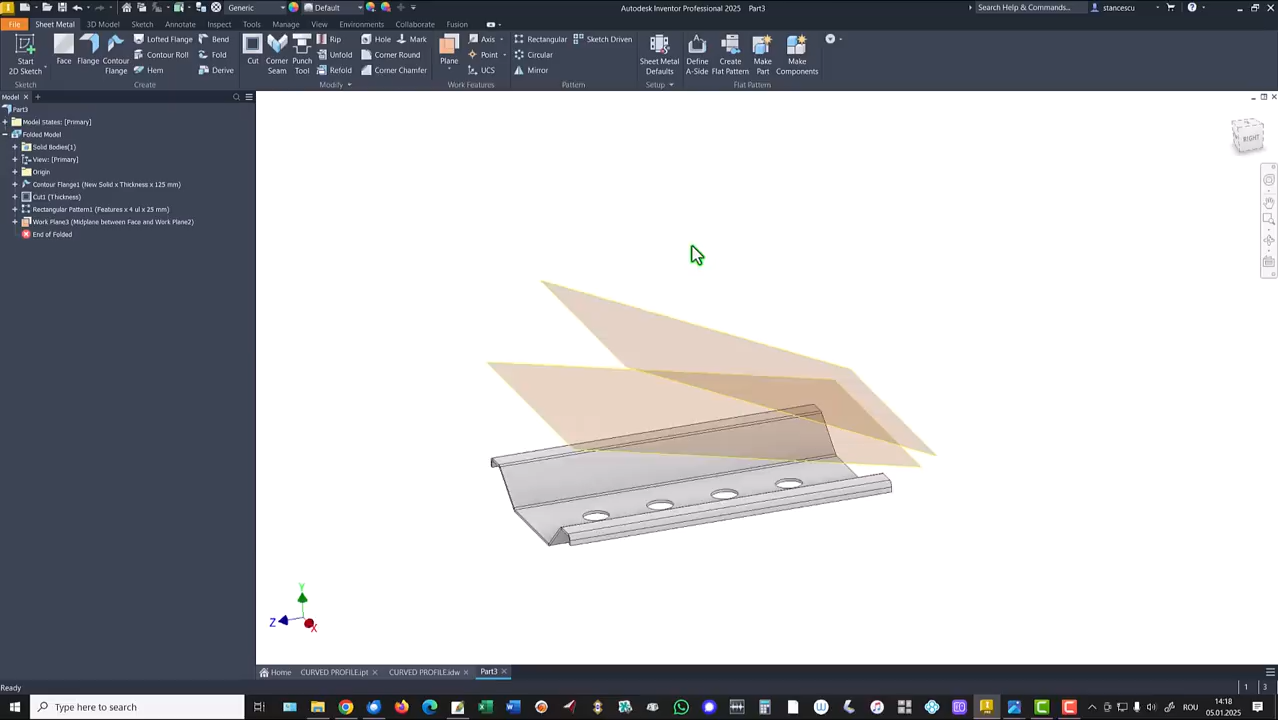 Generic
Default
Autodesk Inventor Professional 2025 Part3
Search Help & Commands...
stancescu
File
Sheet Metal
3D Model
Sketch
Annotate
Inspect
Tools
Manage
View
Environments
Collaborate
Fusion
Start
2D Sketch
Face
Flange
Contour
Flange
Lofted Flange
Contour Roll
Hem
Bend
Fold
Derive
Cut
Corner
Seam
Punch
Tool
Rip
Unfold
Refold
Hole
Mark
Corner Round
Corner Chamfer
Plane
Axis
Point
UCS
Rectangular
Circular
Mirror
Sketch Driven
Sheet Metal
Defaults
Define
A-Side
Create
Flat Pattern
Make
Part
Make
Components
Sketch
Create
Modify
Work Features
Pattern
Setup
Flat Pattern
Model
Part3
Model States: [Primary]
Folded Model
Solid Bodies(1)
View: [Primary]
Origin
Contour Flange1 (New Solid x Thickness x 125 mm)
Cut1 (Thickness)
Rectangular Pattern1 (Features x 4 ul x 25 mm)
Work Plane3 (Midplane between Face and Work Plane2)
End of Folded
RIGHT
Y
Z
X
Home
CURVED PROFILE.ipt
CURVED PROFILE.idw
Part3
Ready
1
3
Type here to search
14:18
05.01.2025